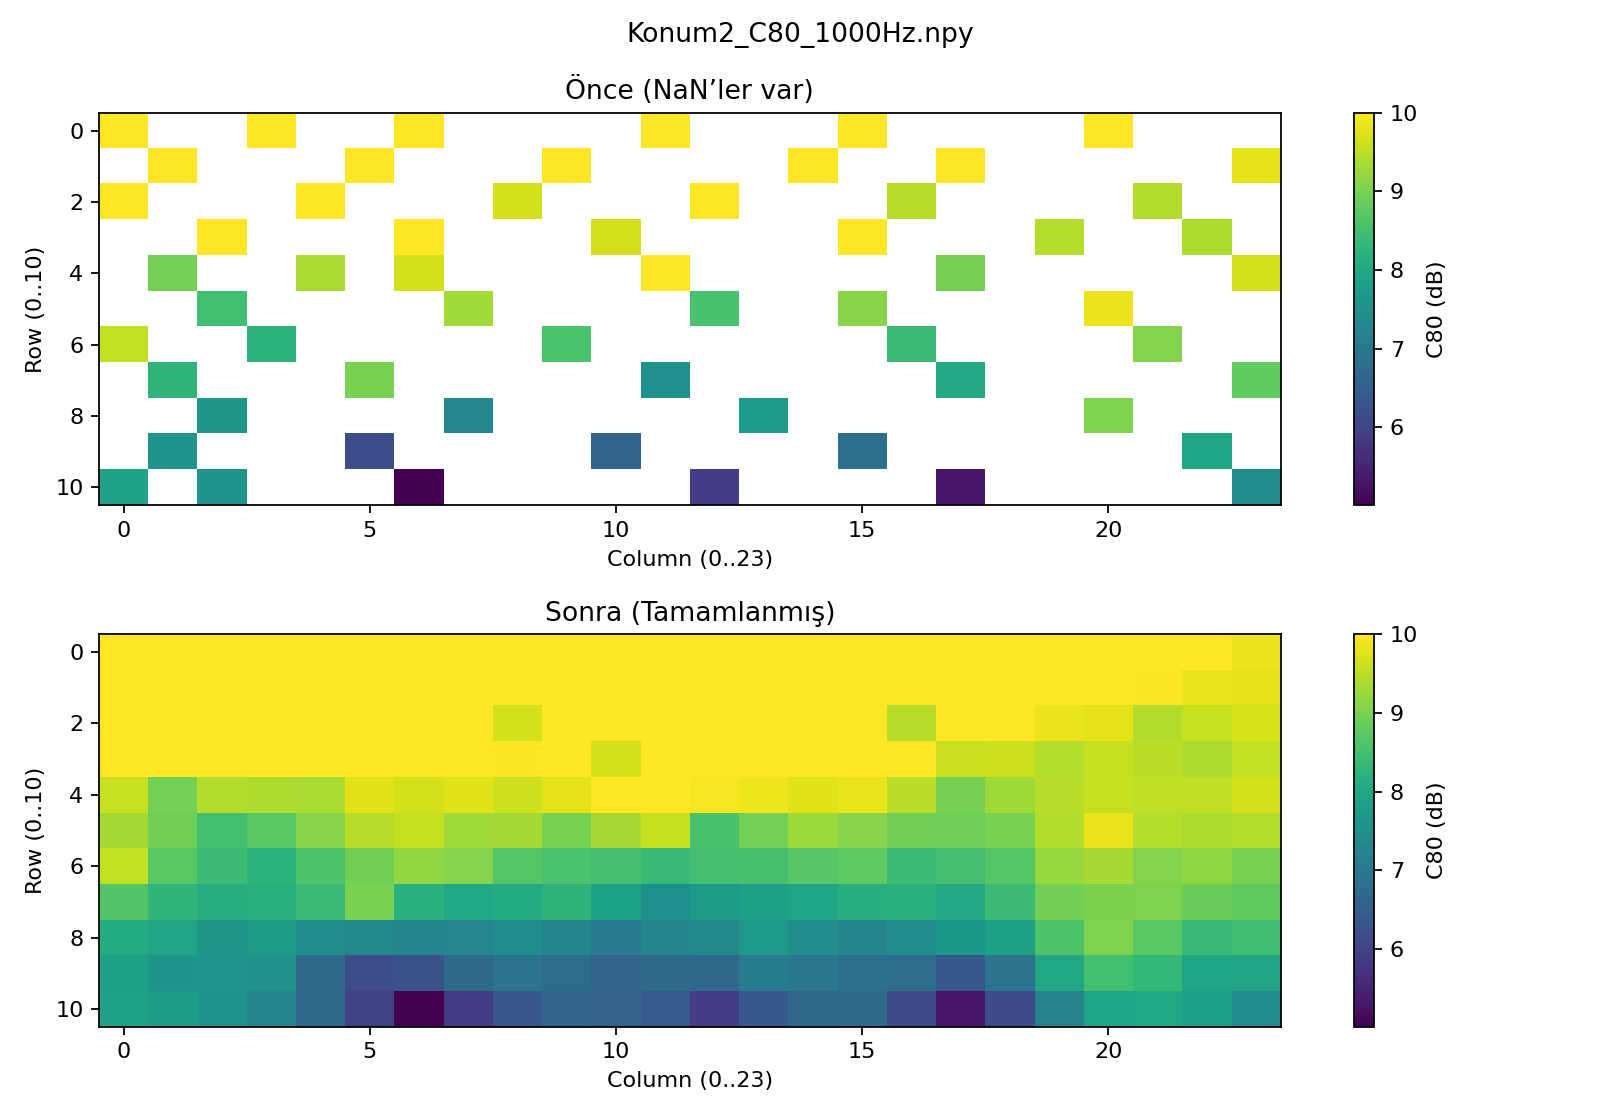 Konum2_C80_1000Hz.npy
Önce (NaN’ler var)
0
2
4
6
8
10
Row (0..10)
0 5 10 15 20
Column (0..23)
10
9
8
7
6
C80 (dB)
Sonra (Tamamlanmış)
0
2
4
6
8
10
Row (0..10)
0 5 10 15 20
Column (0..23)
10
9
8
7
6
C80 (dB)